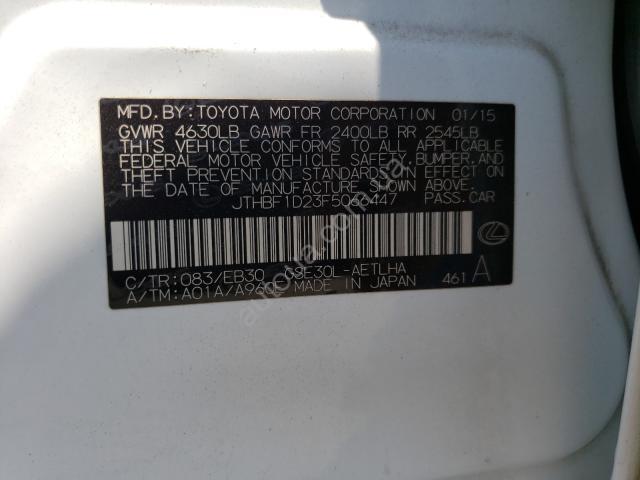 MFD.BY:TOYOTA MOTOR CORPORATION 01/15
GVWR 4630LB GAWR FR 2400LB RR 2545LB
THIS VEHICLE CONFORMS TO ALL APPLICABLE
FEDERAL MOTOR VEHICLE SAFETY, BUMPER,AND
THEFT PREVENTION STANDARDS IN EFFECT ON
THE DATE OF MANUFACTURE SHOWN ABOVE.
PASS.CAR
C/TR:083/EB30
A/TM:A01A/ MADE IN JAPAN
461 A